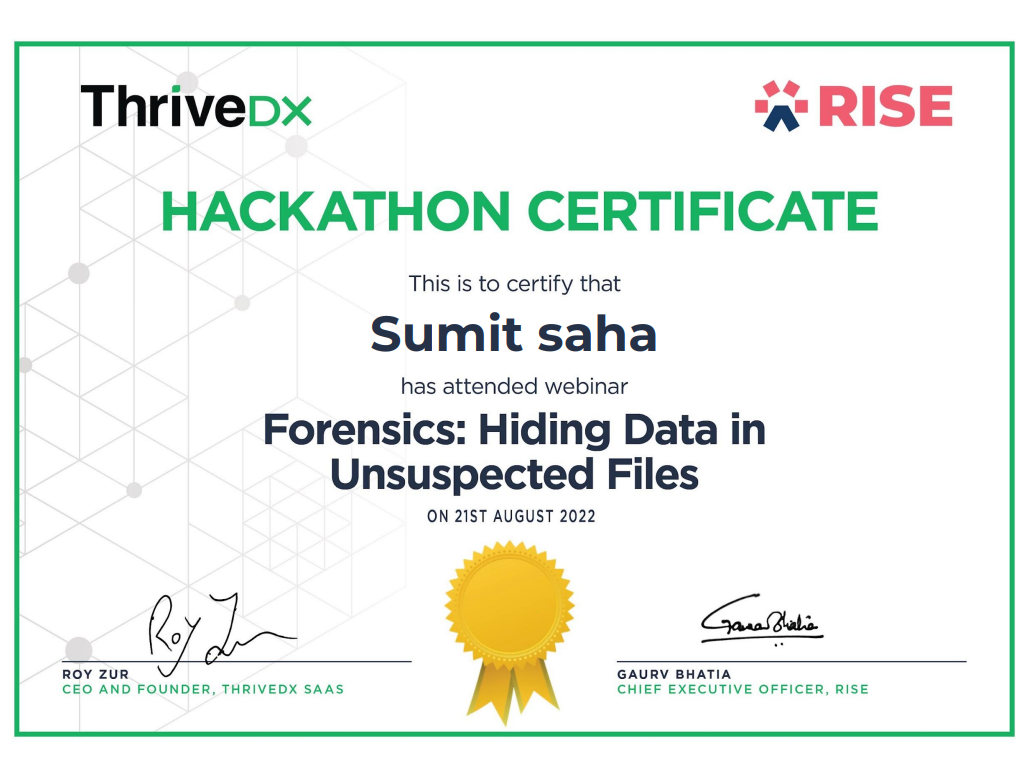 ThriveDX
RISE
HACKATHON CERTIFICATE
This is to certify that
Sumit saha
has attended webinar
Forensics: Hiding Data in
Unsuspected Files
ON 21ST AUGUST 2022
Roy Zur
Gaurav Bhatia
ROY ZUR
CEO AND FOUNDER, THRIVEDX SAAS
GAURV BHATIA
CHIEF EXECUTIVE OFFICER, RISE